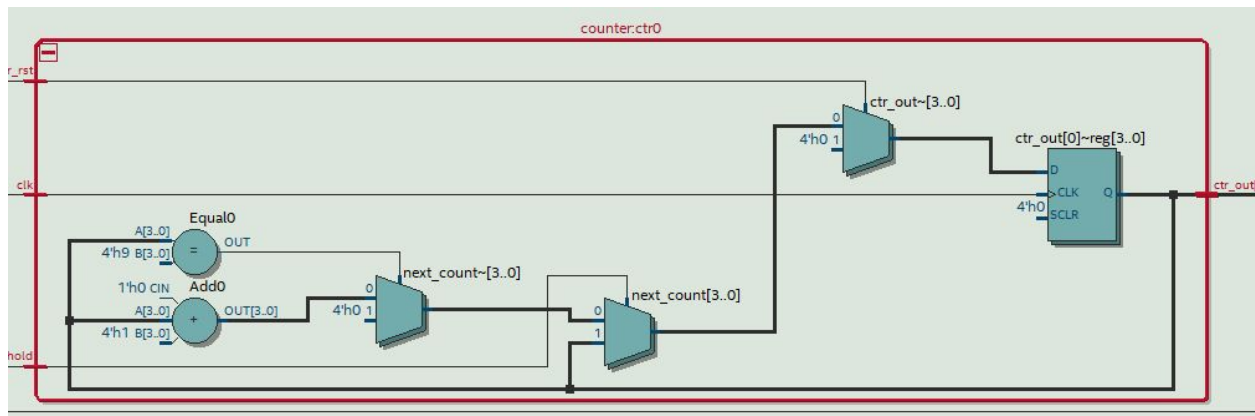 counter:ctr0
r_rst
ctr_out~[3..0]
0
4'h0 1
ctr_out[0]~reg[3..0]
D
clk
CLK Q
ctr_out
4'h0
SCLR
Equal0
A[3..0]
=
OUT
4'h9 B[3..0]
next_count~[3..0]
1'h0 CIN
Add0
0
next_count[3..0]
A[3..0]
+
OUT[3..0]
4'h0 1
0
4'h1 B[3..0]
1
hold